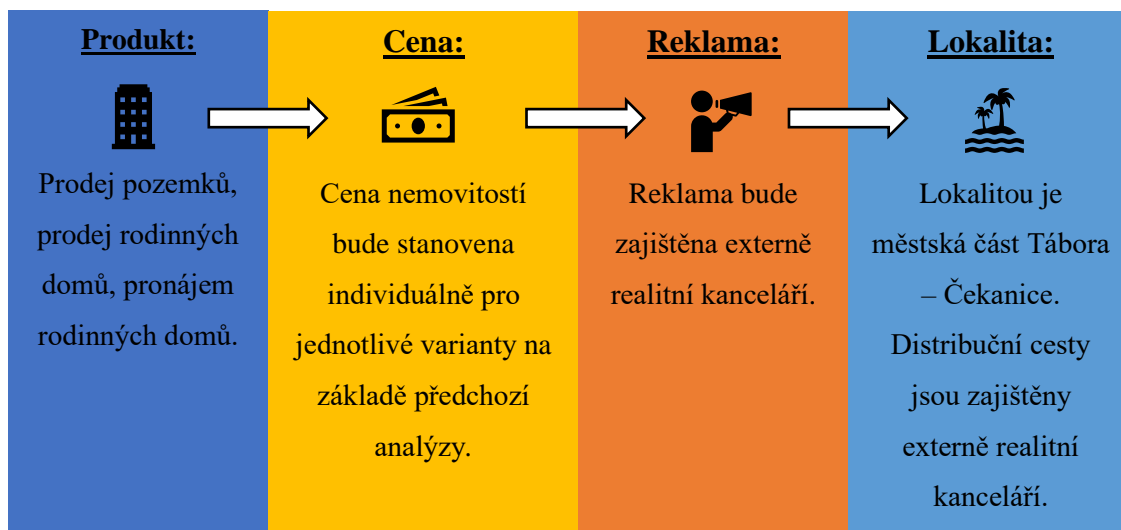 Produkt:
Prodej pozemků,
prodej rodinných
domů, pronájem
rodinných domů.
Cena:
Cena nemovitostí
bude stanovena
individuálně pro
jednotlivé varianty na
základě předchozí
analýzy.
Reklama:
Reklama bude
zajištěna externě
realitní kanceláří.
Lokalita:
Lokalitou je
městská část Tábora
– Čekanice.
Distribuční cesty
jsou zajištěny
externě realitní
kanceláří.